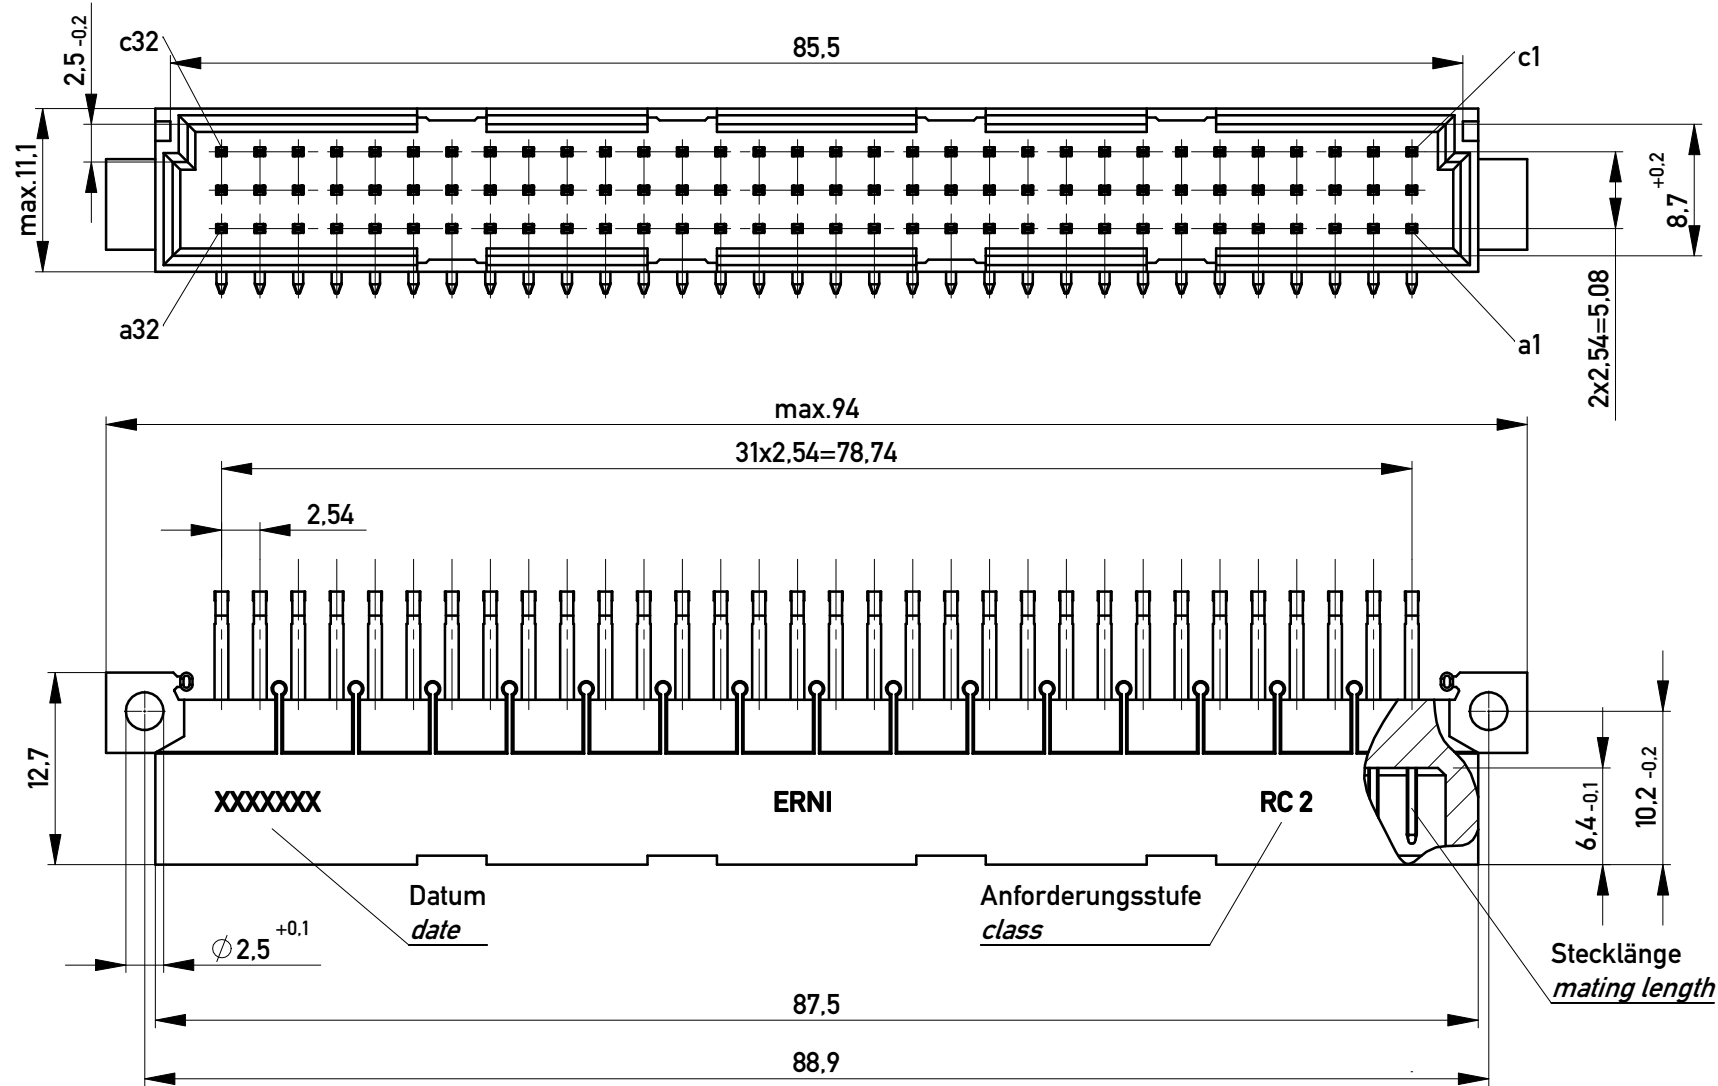 c32
85,5
c1
2,5 -0,2
max.11,1
8,7 +0,2
2x2,54=5,08
a32
a1
max.94
31x2,54=78,74
2,54
12,7
XXXXXXX
ERNI
RC 2
6,4 -0,1
10,2 -0,2
Datum
date
Anforderungsstufe
class
∅ 2,5 +0,1
Stecklänge
mating length
87,5
88,9